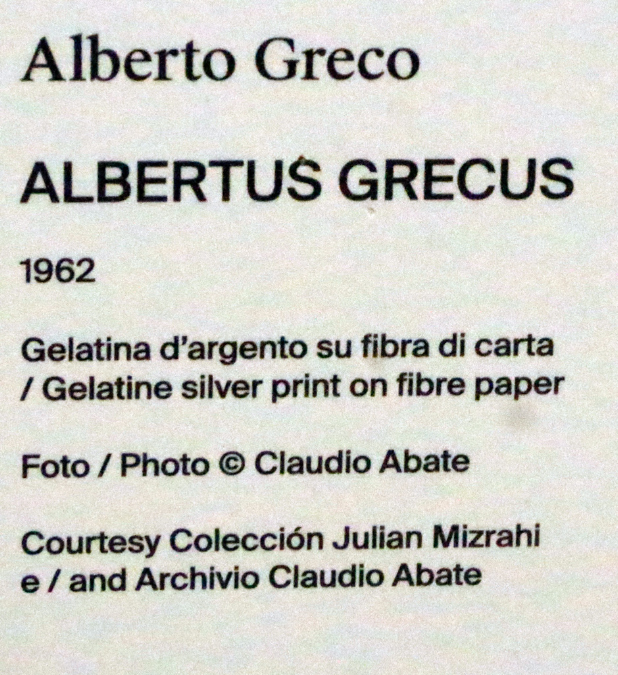 Alberto Greco
ALBERTUS GRECUS
1962
Gelatina d'argento su fibra di carta
/ Gelatine silver print on fibre paper
Foto / Photo © Claudio Abate
Courtesy Colección Julian Mizrahi
e / and Archivio Claudio Abate